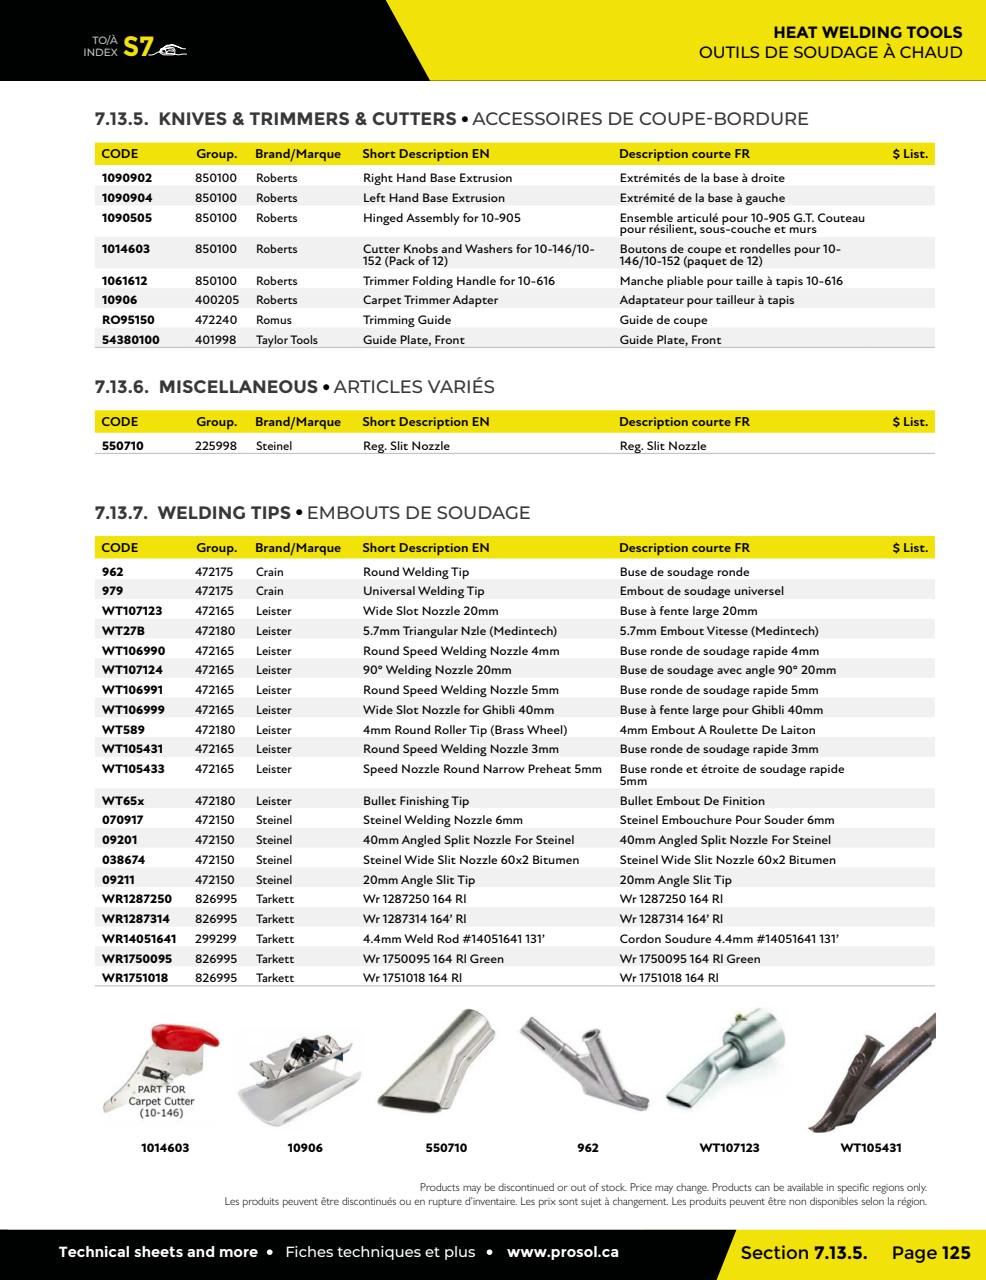 TO/À
INDEX S7
HEAT WELDING TOOLS
OUTILS DE SOUDAGE À CHAUD
7.13.5. KNIVES & TRIMMERS & CUTTERS • ACCESSOIRES DE COUPE-BORDURE
CODE Group. Brand/Marque Short Description EN Description courte FR $ List.
1090902 850100 Roberts Right Hand Base Extrusion Extrémités de la base à droite
1090904 850100 Roberts Left Hand Base Extrusion Extrémité de la base à gauche
1090505 850100 Roberts Hinged Assembly for 10-905 Ensemble articulé pour 10-905 G.T. Couteau
pour résilient, sous-couche et murs
1014603 850100 Roberts Cutter Knobs and Washers for 10-146/10- Boutons de coupe et rondelles pour 10-
152 (Pack of 12) 146/10-152 (paquet de 12)
1061612 850100 Roberts Trimmer Folding Handle for 10-616 Manche pliable pour taille à tapis 10-616
10906 400205 Roberts Carpet Trimmer Adapter Adaptateur pour tailleur à tapis
RO95150 472240 Romus Trimming Guide Guide de coupe
54380100 401998 Taylor Tools Guide Plate, Front Guide Plate, Front
7.13.6. MISCELLANEOUS • ARTICLES VARIÉS
CODE Group. Brand/Marque Short Description EN Description courte FR $ List.
550710 225998 Steinel Reg. Slit Nozzle Reg. Slit Nozzle
7.13.7. WELDING TIPS • EMBOUTS DE SOUDAGE
CODE Group. Brand/Marque Short Description EN Description courte FR $ List.
962 472175 Crain Round Welding Tip Buse de soudage ronde
979 472175 Crain Universal Welding Tip Embout de soudage universel
WT107123 472165 Leister Wide Slot Nozzle 20mm Buse à fente large 20mm
WT27B 472180 Leister 5.7mm Triangular Nzle (Medintech) 5.7mm Embout Vitesse (Medintech)
WT106990 472165 Leister Round Speed Welding Nozzle 4mm Buse ronde de soudage rapide 4mm
WT107124 472165 Leister 90° Welding Nozzle 20mm Buse de soudage avec angle 90° 20mm
WT106991 472165 Leister Round Speed Welding Nozzle 5mm Buse ronde de soudage rapide 5mm
WT106999 472165 Leister Wide Slot Nozzle for Ghibli 40mm Buse à fente large pour Ghibli 40mm
WT589 472180 Leister 4mm Round Roller Tip (Brass Wheel) 4mm Embout A Roulette De Laiton
WT105431 472165 Leister Round Speed Welding Nozzle 3mm Buse ronde de soudage rapide 3mm
WT105433 472165 Leister Speed Nozzle Round Narrow Preheat 5mm Buse ronde et étroite de soudage rapide
5mm
WT65x 472180 Leister Bullet Finishing Tip Bullet Embout De Finition
070917 472150 Steinel Steinel Welding Nozzle 6mm Steinel Embouchure Pour Souder 6mm
09201 472150 Steinel 40mm Angled Split Nozzle For Steinel 40mm Angled Split Nozzle For Steinel
038674 472150 Steinel Steinel Wide Slit Nozzle 60x2 Bitumen Steinel Wide Slit Nozzle 60x2 Bitumen
09211 472150 Steinel 20mm Angle Slit Tip 20mm Angle Slit Tip
WR1287250 826995 Tarkett Wr 1287250 164 Rl Wr 1287250 164 Rl
WR1287314 826995 Tarkett Wr 1287314 164’ Rl Wr 1287314 164’ Rl
WR14051641 299299 Tarkett 4.4mm Weld Rod #14051641 131’ Cordon Soudure 4.4mm #14051641 131’
WR1750095 826995 Tarkett Wr 1750095 164 Rl Green Wr 1750095 164 Rl Green
WR1751018 826995 Tarkett Wr 1751018 164 Rl Wr 1751018 164 Rl
PART FOR
Carpet Cutter
(10-146)
1014603 10906 550710 962 WT107123 WT105431
Products may be discontinued or out of stock. Price may change. Products can be available in specific regions only.
Les produits peuvent être discontinués ou en rupture d’inventaire. Les prix sont sujet à changement. Les produits peuvent être non disponibles selon la région.
Technical sheets and more • Fiches techniques et plus • www.prosol.ca
Section 7.13.5. Page 125